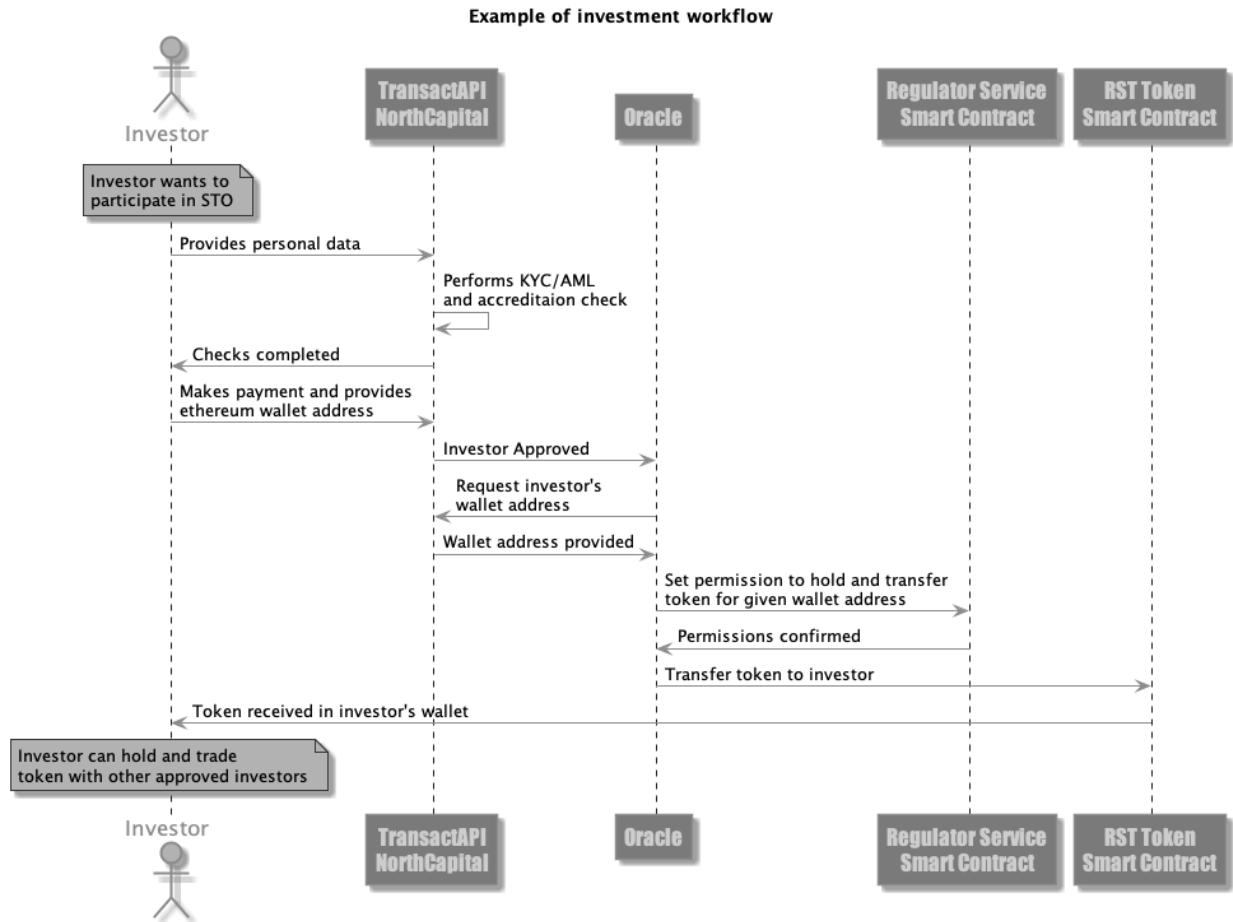 Example of investment workflow
TransactAPI
NorthCapital
Oracle
Regulator Service
Smart Contract
RST Token
Smart Contract
Investor
Investor wants to
participate in STO
Provides personal data
Performs KYC/AML
and accreditaion check
Checks completed
Makes payment and provides
ethereum wallet address
Investor Approved
Request investor's
wallet address
Wallet address provided
Set permission to hold and transfer
token for given wallet address
Permissions confirmed
Transfer token to investor
Token received in investor's wallet
Investor can hold and trade
token with other approved investors
Investor
TransactAPI
NorthCapital
Oracle
Regulator Service
Smart Contract
RST Token
Smart Contract